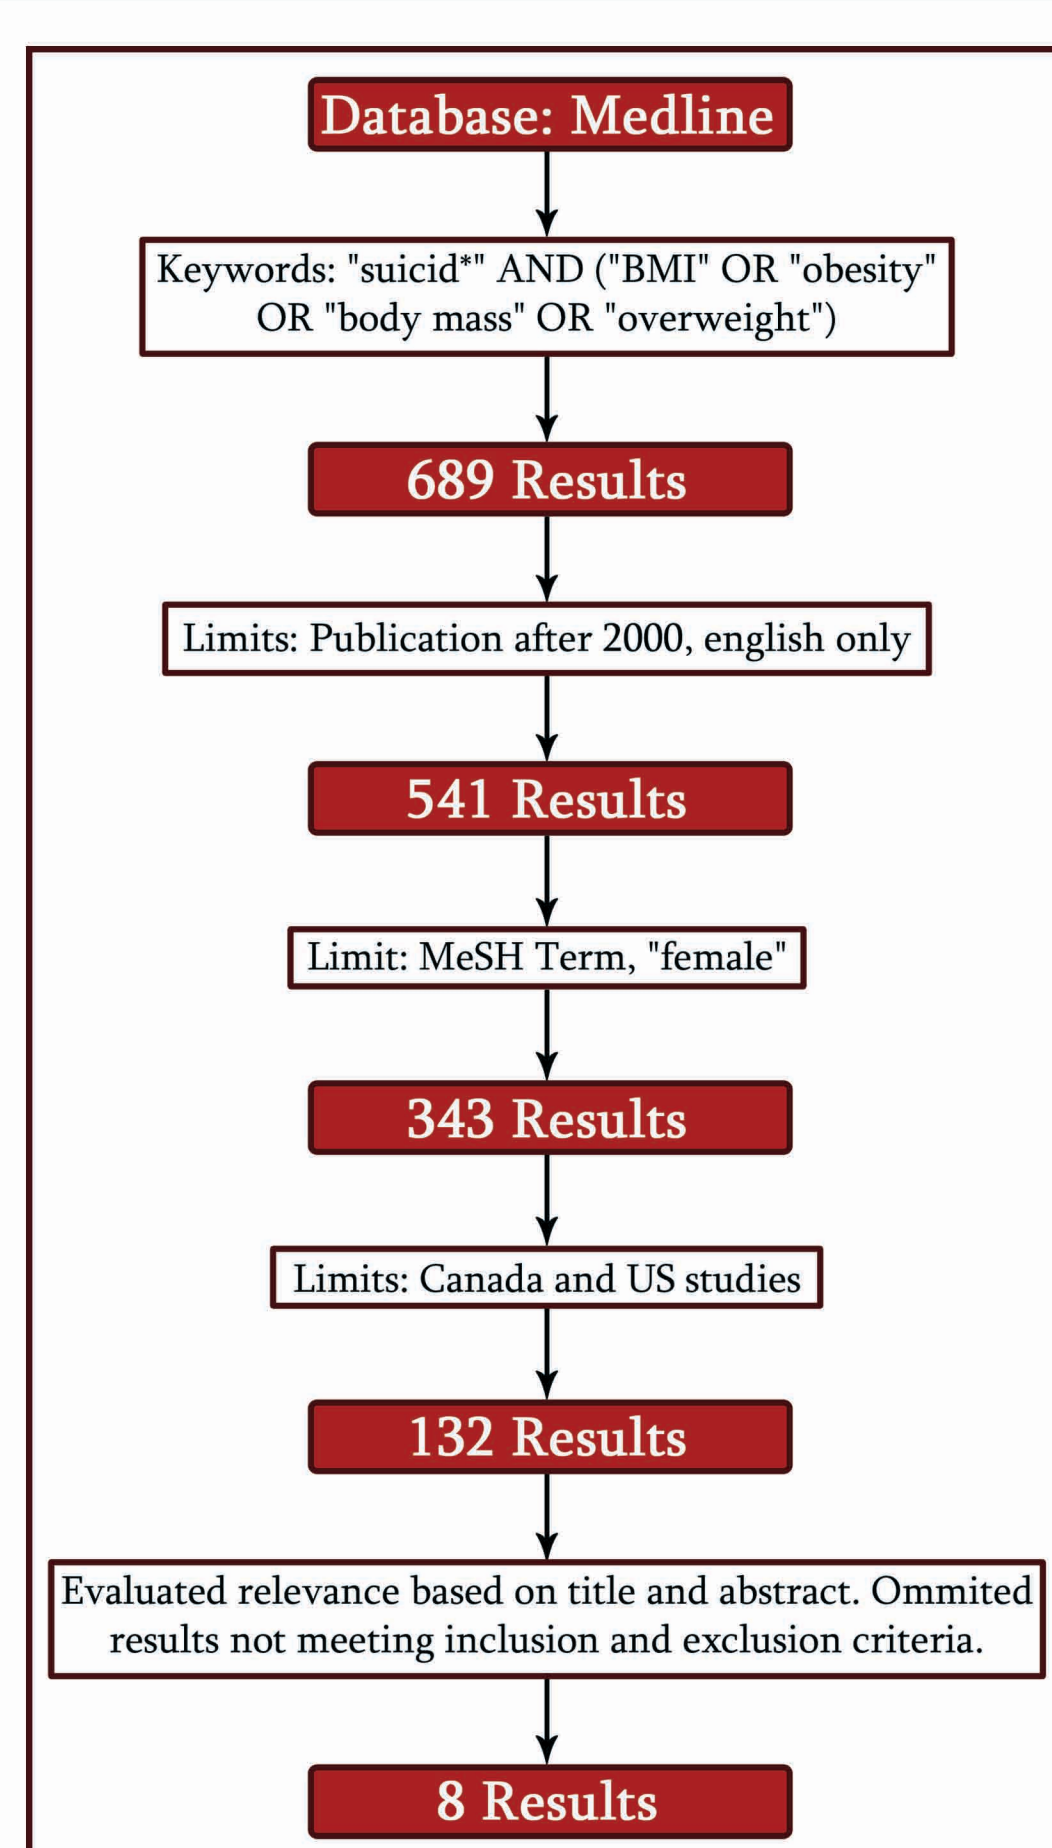 Database: Medline
Keywords: "suicid*" AND ("BMI" OR "obesity"
OR "body mass" OR "overweight")
689 Results
Limits: Publication after 2000, english only
541 Results
Limit: MeSH Term, "female"
343 Results
Limits: Canada and US studies
132 Results
Evaluated relevance based on title and abstract. Ommited
results not meeting inclusion and exclusion criteria.
8 Results